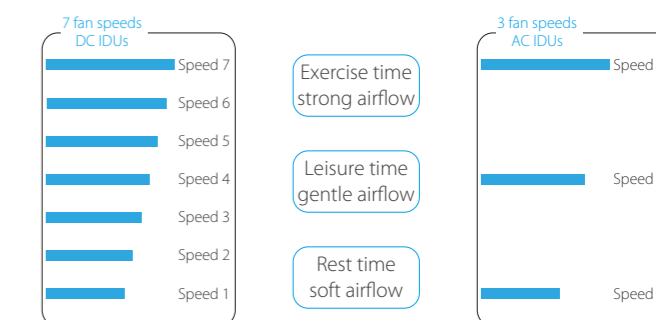 7 fan speeds
DC IDUs
Speed 7
Speed 6
Speed 5
Speed 4
Speed 3
Speed 2
Speed 1
Exercise time
strong airflow
Leisure time
gentle airflow
Rest time
soft airflow
3 fan speeds
AC IDUs
Speed
Speed
Speed